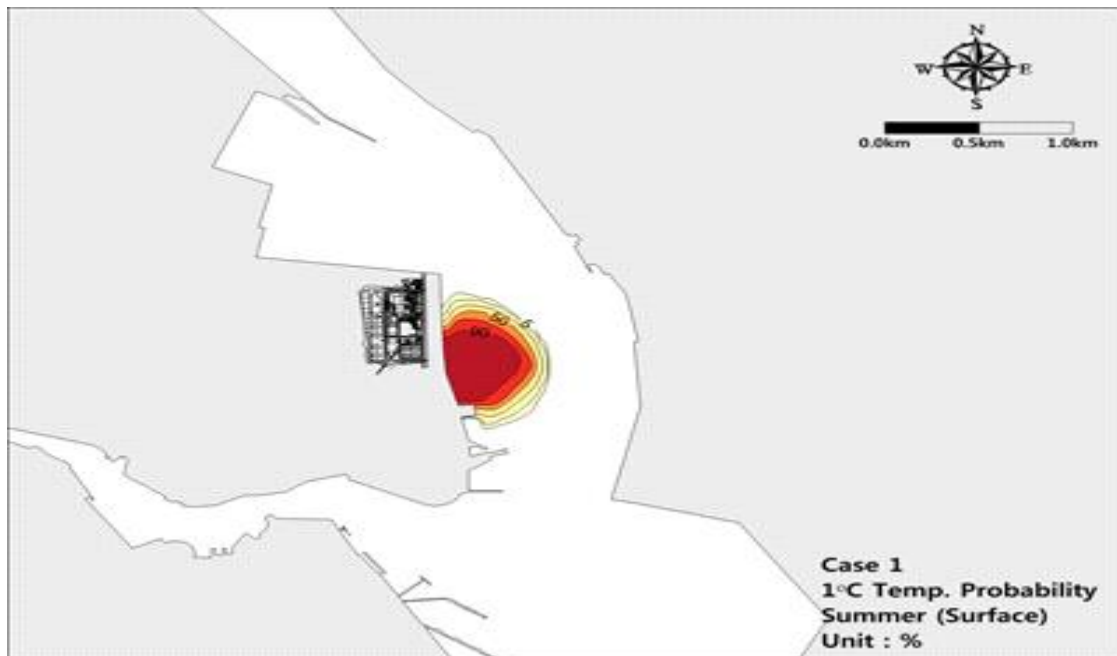 N
W E
S
0.0km 0.5km 1.0km
50 5
90
Case 1
1°C Temp. Probability
Summer (Surface)
Unit : %